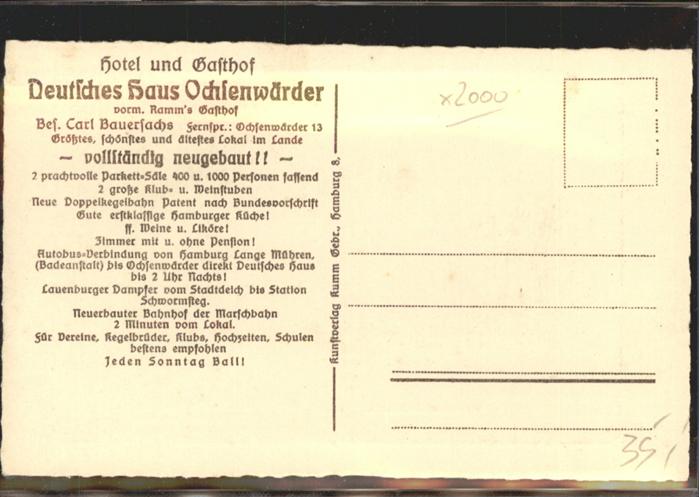 Hotel und Gasthof
Deutsches Haus Ochsenwärder
vorm. Ramm's Gasthof
Bes. Carl Bauersachs Fernspr.: Ochsenwärder 13
Größtes, schönstes und ältestes Lokal im Lande
— vollständig neugebaut!! —
2 prachtvolle Parkett-Säle 400 u. 1000 Personen fassend
2 große Klub- u. Weinstuben
Neue Doppelkegelbahn Patent nach Bundesvorschrift
Gute erstklassige Hamburger Küche!
ff. Weine u. Liköre!
Zimmer mit u. ohne Pension!
Autobus-Verbindung von Hamburg Lange Mühren,
(Badeanstalt) bis Ochsenwärder direkt Deutsches Haus
bis 2 Uhr Nachts!
Lauenburger Dampfer vom Stadtdeich bis Station
Schwormsteg.
Neuerbauter Bahnhof der Marschbahn
2 Minuten vom Lokal.
Für Vereine, Kegelbrüder, Klubs, Hochzeiten, Schulen
bestens empfohlen
Jeden Sonntag Ball!
Kunstverlag Kumm Gebr., Hamburg 8,
x2000
35,